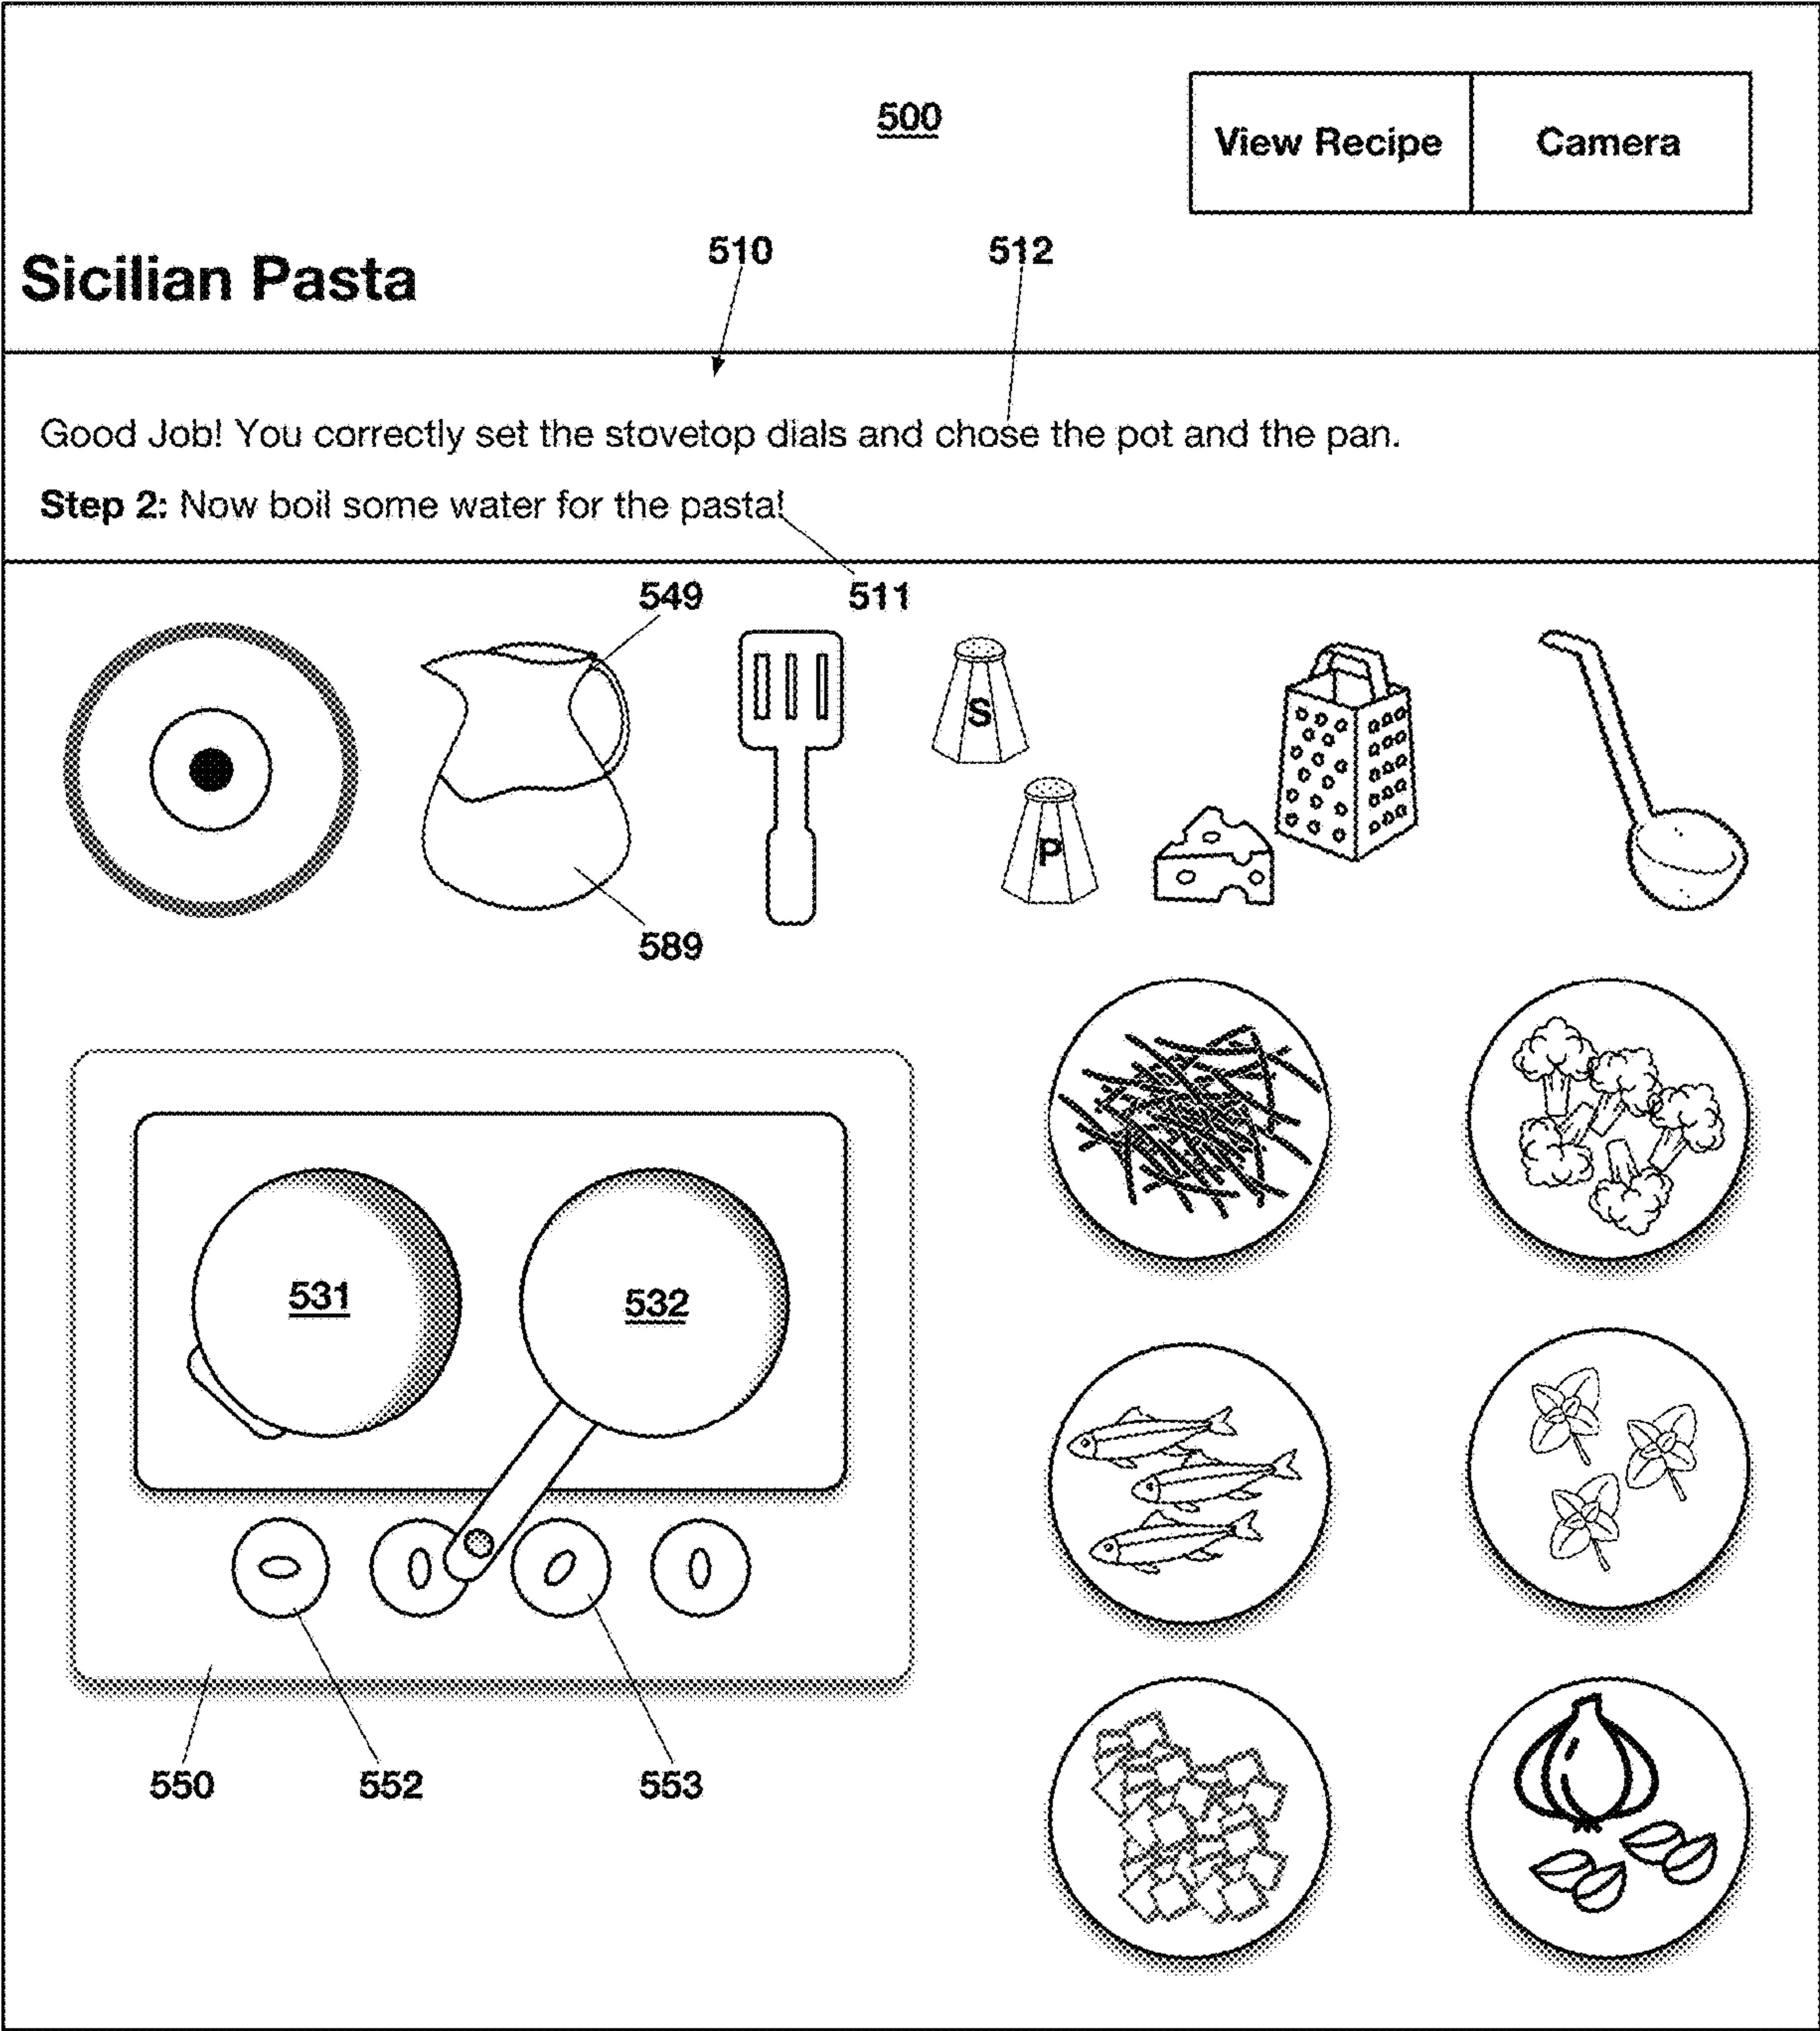 500
View Recipe
Camera
Sicilian Pasta
510
512
Good Job! You correctly set the stovetop dials and chose the pot and the pan.
Step 2: Now boil some water for the pasta!
549
511
S
P
589
531
532
550
552
553